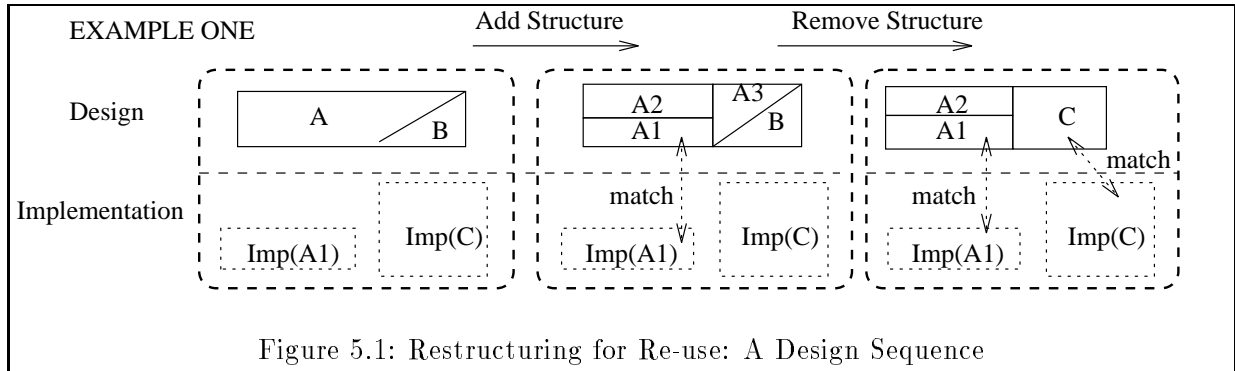 EXAMPLE ONE
Add Structure
Remove Structure
Design
A
B
A2
A1
A3
B
A2
A1
C
match
Implementation
Imp(A1)
Imp(C)
match
Imp(A1)
Imp(C)
match
Imp(A1)
Imp(C)
Figure 5.1: Restructuring for Re-use: A Design Sequence